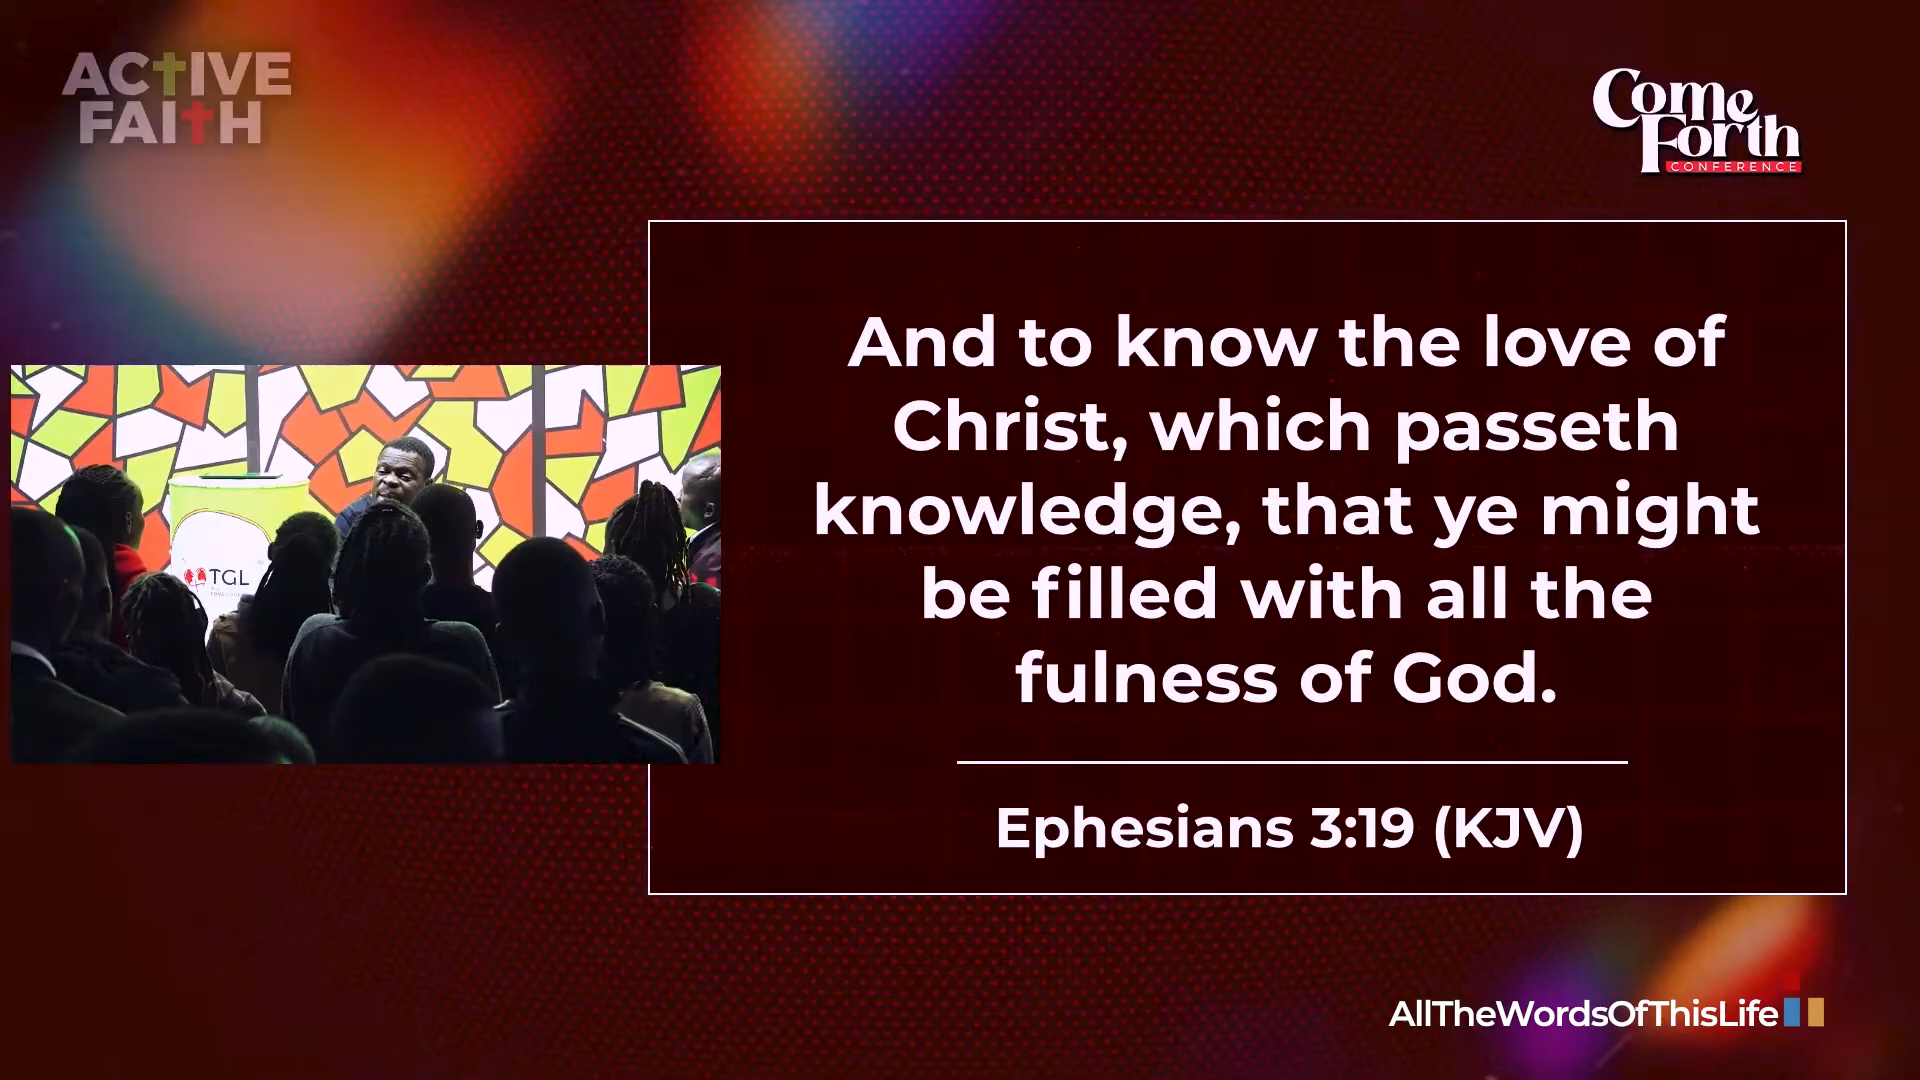 ACTIVE
FAITH
Come
Forth
CONFERENCE
And to know the love of
Christ, which passeth
knowledge, that ye might
be filled with all the
fulness of God.
Ephesians 3:19 (KJV)
TGL
AllTheWordsOfThisLife